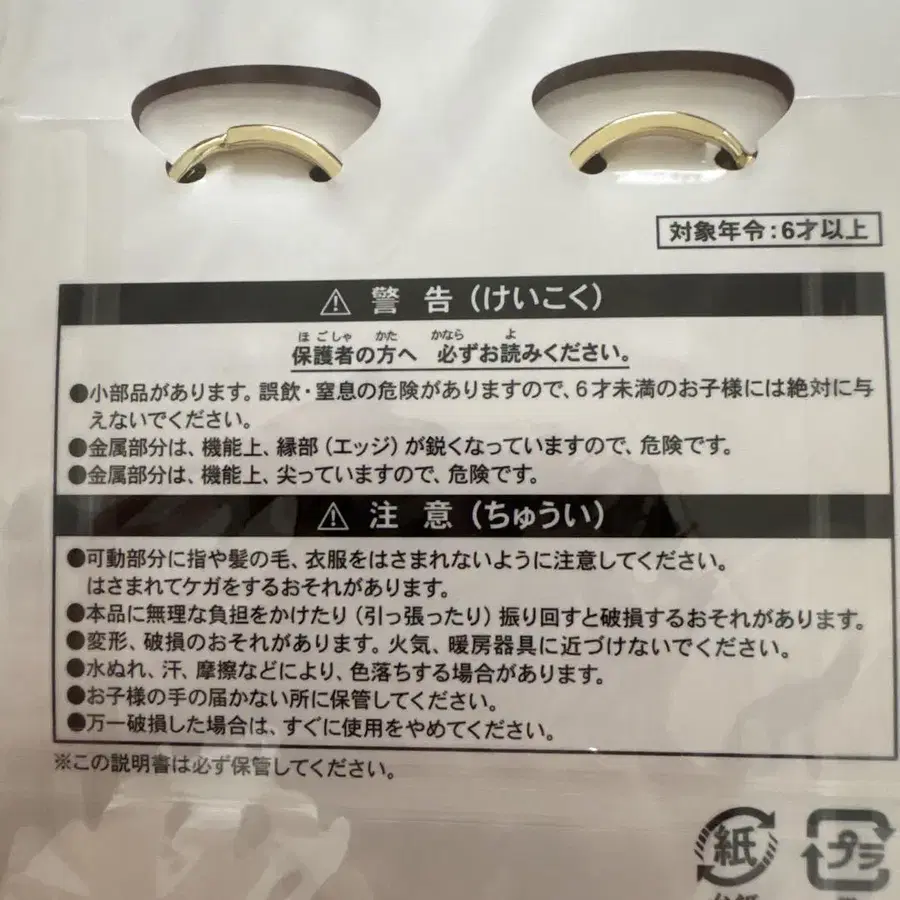 対象年令:6才以上
⚠ 警告(けいこく)
ほごしゃ かた かなら よ
保護者の方へ 必ずお読みください。
●小部品があります。誤飲・窒息の危険がありますので、6才未満のお子様には絶対に与
えないでください。
●金属部分は、機能上、縁部(エッジ)が鋭くなっていますので、危険です。
●金属部分は、機能上、尖っていますので、危険です。
⚠ 注意(ちゅうい)
●可動部分に指や髪の毛、衣服をはさまれないように注意してください。
はさまれてケガをするおそれがあります。
●本品に無理な負担をかけたり(引っ張ったり)振り回すと破損するおそれがあります。
●変形、破損のおそれがあります。火気、暖房器具に近づけないでください。
●水ぬれ、汗、摩擦などにより、色落ちする場合があります。
●お子様の手の届かない所に保管してください。
●万一破損した場合は、すぐに使用をやめてください。
※この説明書は必ず保管してください。
紙 プラ